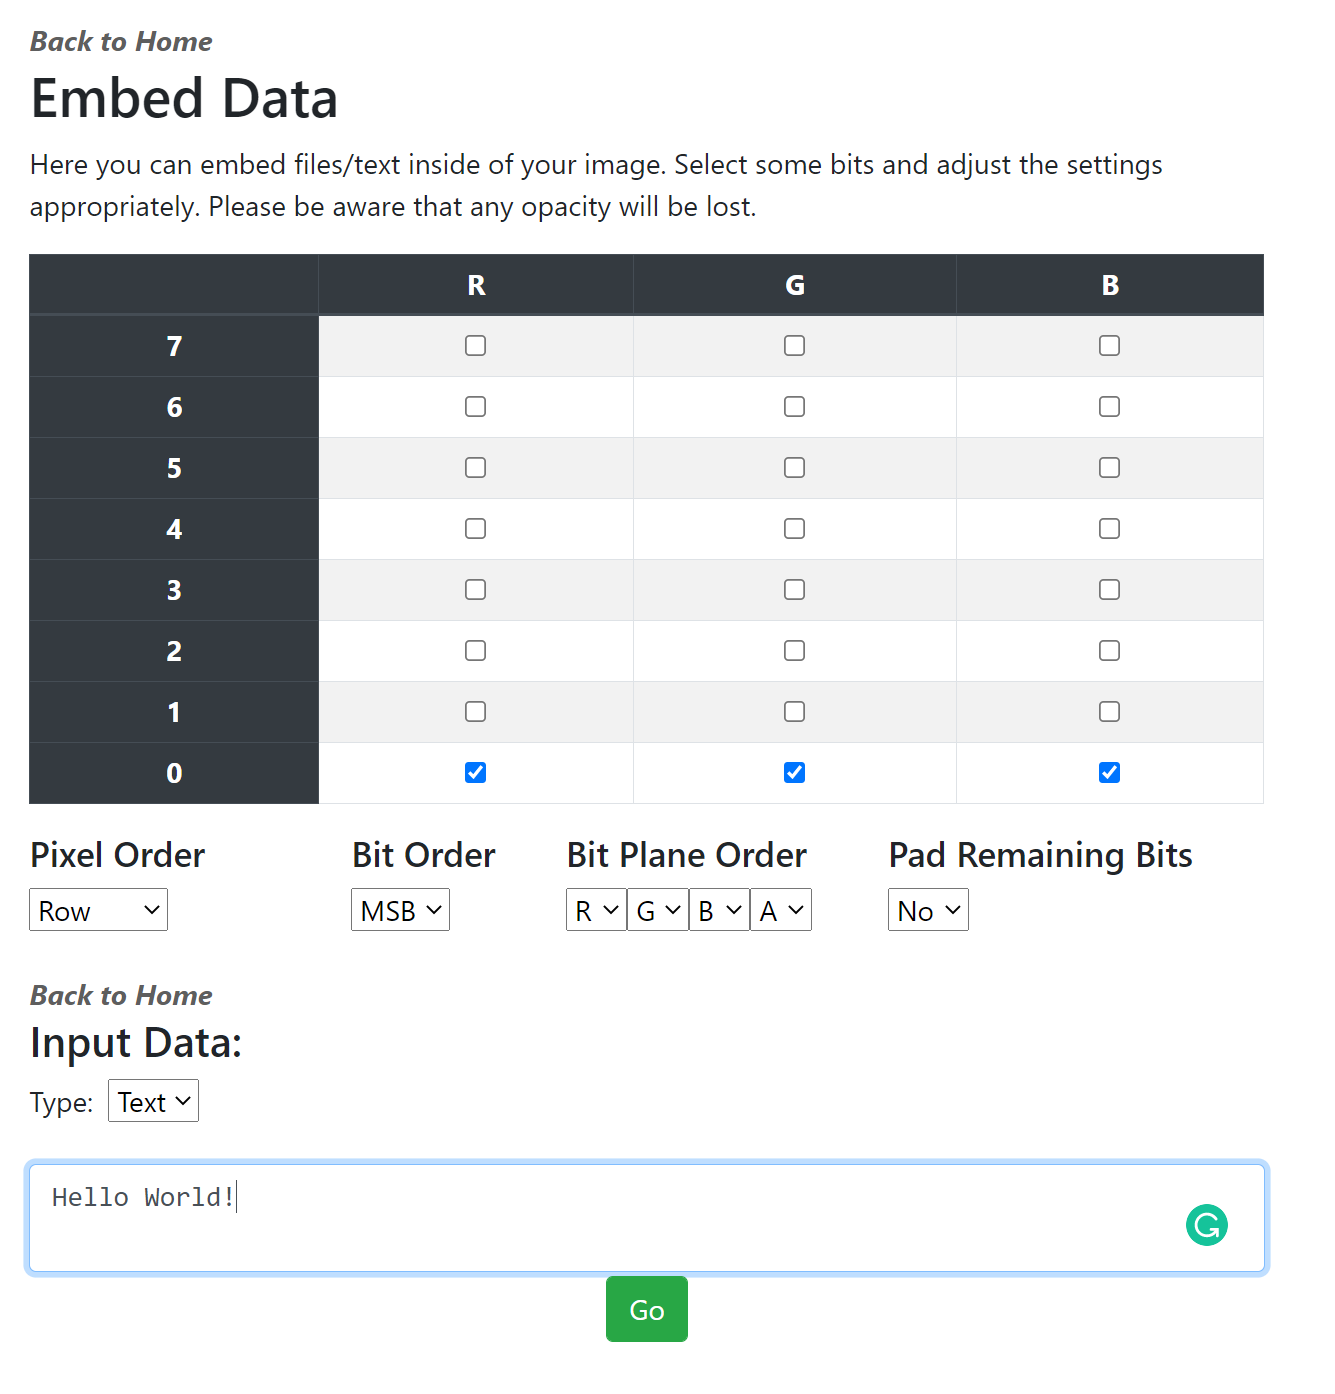 Back to Home
Embed Data
Here you can embed files/text inside of your image. Select some bits and adjust the settings
appropriately. Please be aware that any opacity will be lost.
R G B
7
6
5
4
3
2
1
0
Pixel Order Bit Order Bit Plane Order Pad Remaining Bits
Row MSB R G B A No
Back to Home
Input Data:
Type: Text
Hello World!
Go